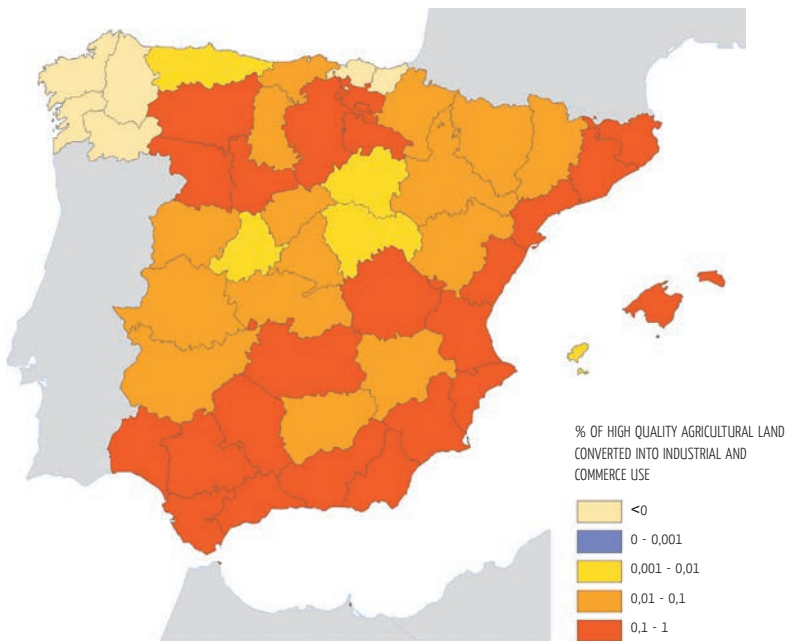 % OF HIGH QUALITY AGRICULTURAL LAND
CONVERTED INTO INDUSTRIAL AND
COMMERCE USE
<0
0 - 0,001
0,001 - 0,01
0,01 - 0,1
0,1 - 1